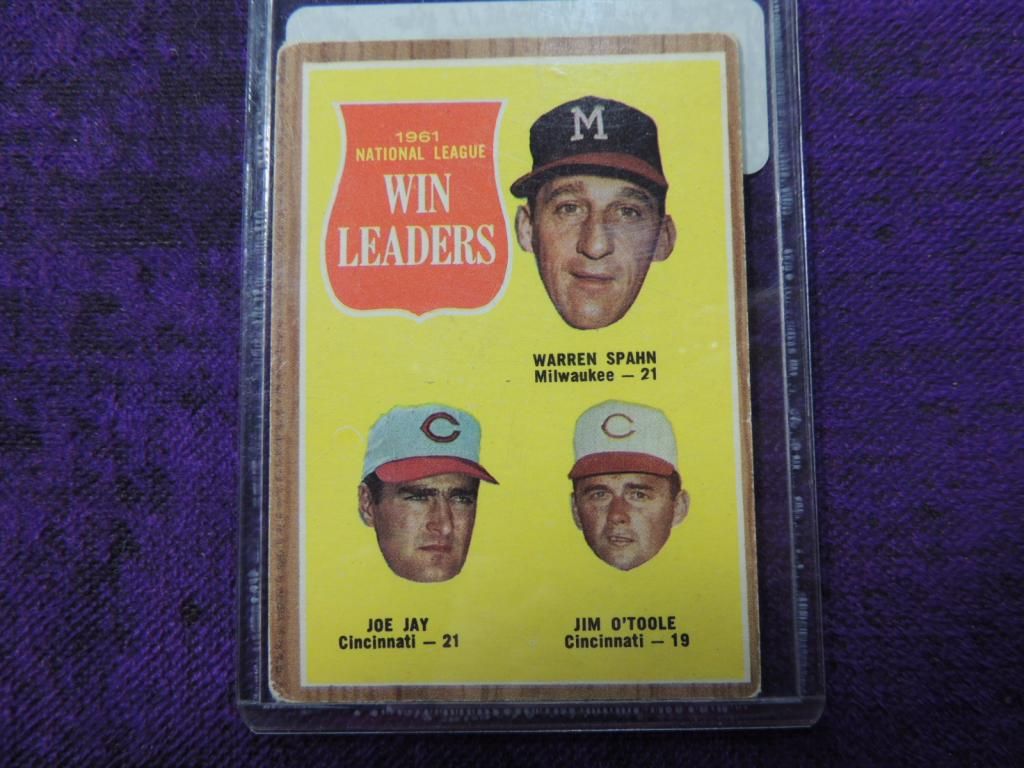 1961
NATIONAL LEAGUE
WIN
LEADERS
M
WARREN SPAHN
Milwaukee — 21
C
C
JOE JAY
Cincinnati — 21
JIM O'TOOLE
Cincinnati — 19